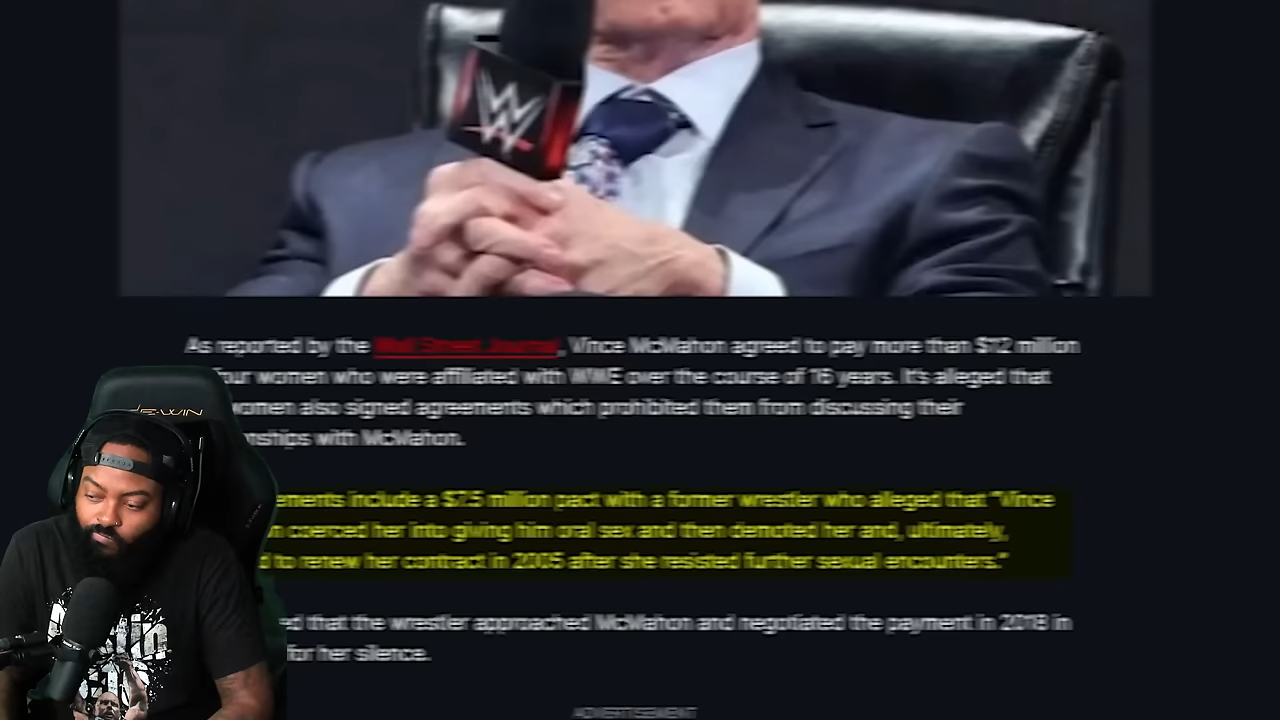 W
As reported by the Wall Street Journal, Vince McMahon agreed to pay more than $12 million
four women who were affiliated with WWE over the course of 16 years. It's alleged that
women also signed agreements which prohibited them from discussing their
onships with McMahon.
ements include a $7.5 million pact with a former wrestler who alleged that "Vince
n coerced her into giving him oral sex and then demoted her and, ultimately,
d to renew her contract in 2005 after she resisted further sexual encounters."
ed that the wrestler approached McMahon and negotiated the payment in 2018 in
for her silence.
ADVERTISEMENT